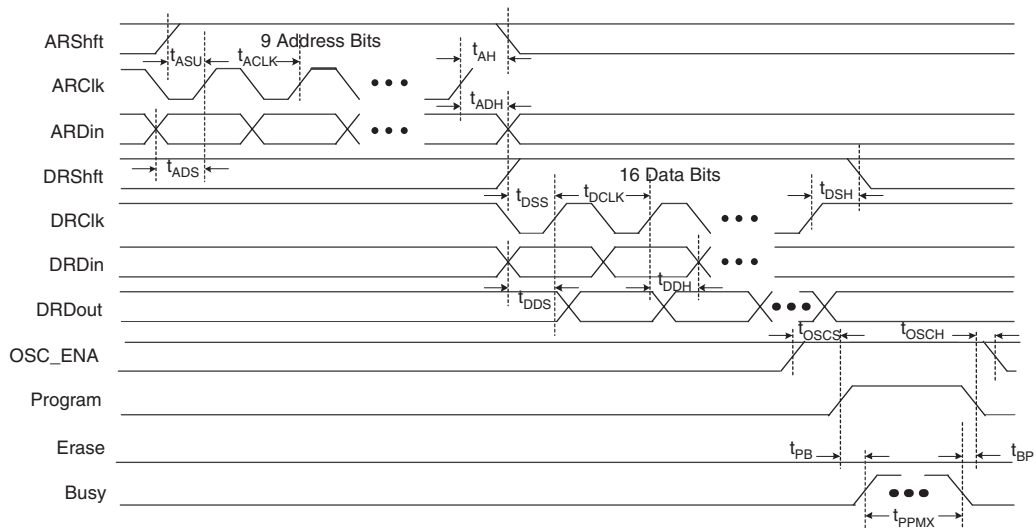 ARShft
9 Address Bits
tASU
tACLK
tAH
ARClk
tADH
ARDin
tADS
DRShft
16 Data Bits
tDSS
tDCLK
tDSH
DRClk
DRDin
tDDS
tDDH
DRDout
tOSCS
tOSCH
OSC_ENA
Program
Erase
tPB
tBP
Busy
tPPMX